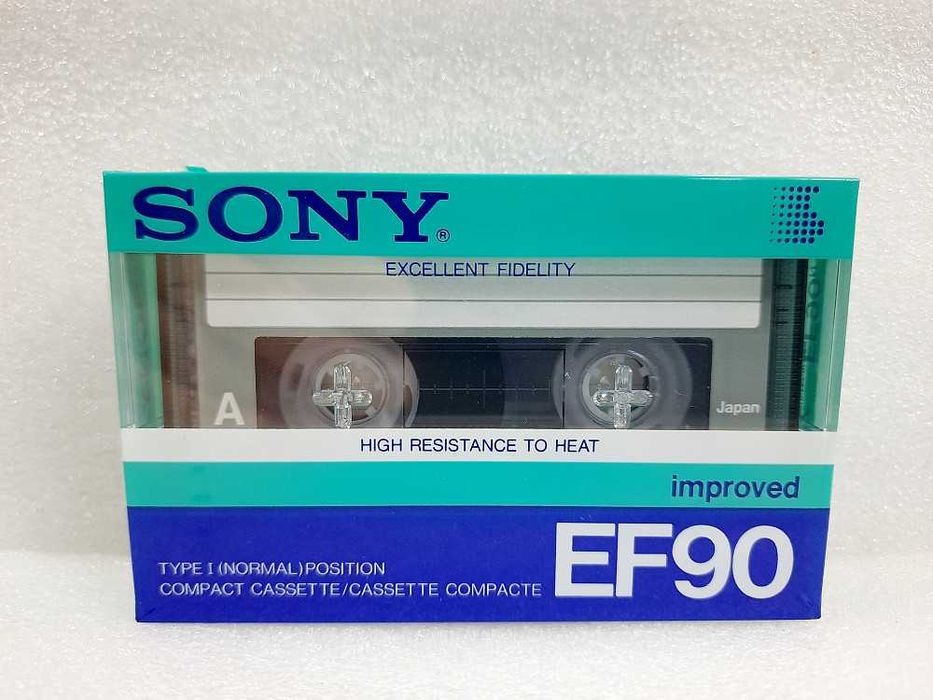 SONY®
EXCELLENT FIDELITY
A
Japan
HIGH RESISTANCE TO HEAT
improved
TYPE I (NORMAL) POSITION
COMPACT CASSETTE/CASSETTE COMPACTE
EF90